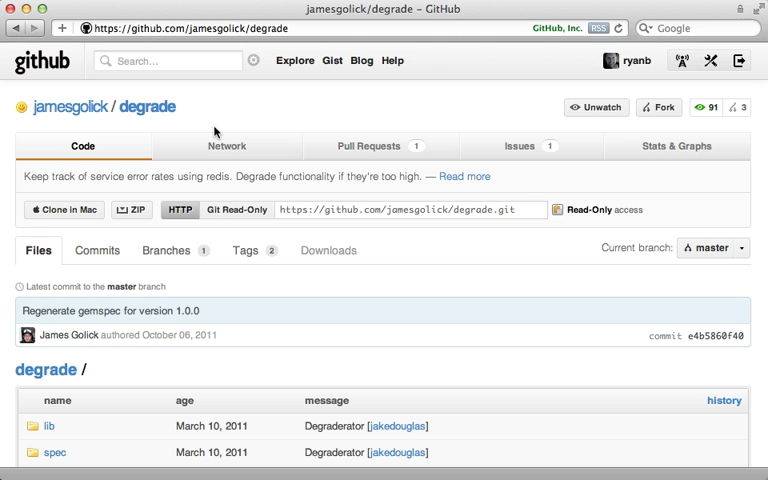 jamesgolick/degrade – GitHub
https://github.com/jamesgolick/degrade GitHub, Inc. RSS Google
github Search... Explore Gist Blog Help ryanb
jamesgolick / degrade Unwatch Fork 91 3
Code Network Pull Requests 1 Issues 1 Stats & Graphs
Keep track of service error rates using redis. Degrade functionality if they're too high. — Read more
Clone in Mac ZIP HTTP Git Read-Only https://github.com/jamesgolick/degrade.git Read-Only access
Files Commits Branches 1 Tags 2 Downloads Current branch: master
Latest commit to the master branch
Regenerate gemspec for version 1.0.0
James Golick authored October 06, 2011 commit e4b5860f40
degrade /
name age message history
lib March 10, 2011 Degraderator [jakedouglas]
spec March 10, 2011 Degraderator [jakedouglas]